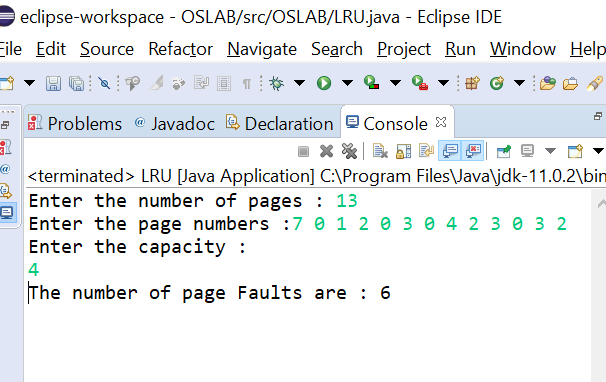 eclipse-workspace - OSLAB/src/OSLAB/LRU.java - Eclipse IDE
File Edit Source Refactor Navigate Search Project Run Window Help
Problems @ Javadoc Declaration Console
<terminated> LRU [Java Application] C:\Program Files\Java\jdk-11.0.2\bin
Enter the number of pages : 13
Enter the page numbers :7 0 1 2 0 3 0 4 2 3 0 3 2
Enter the capacity :
4
The number of page Faults are : 6